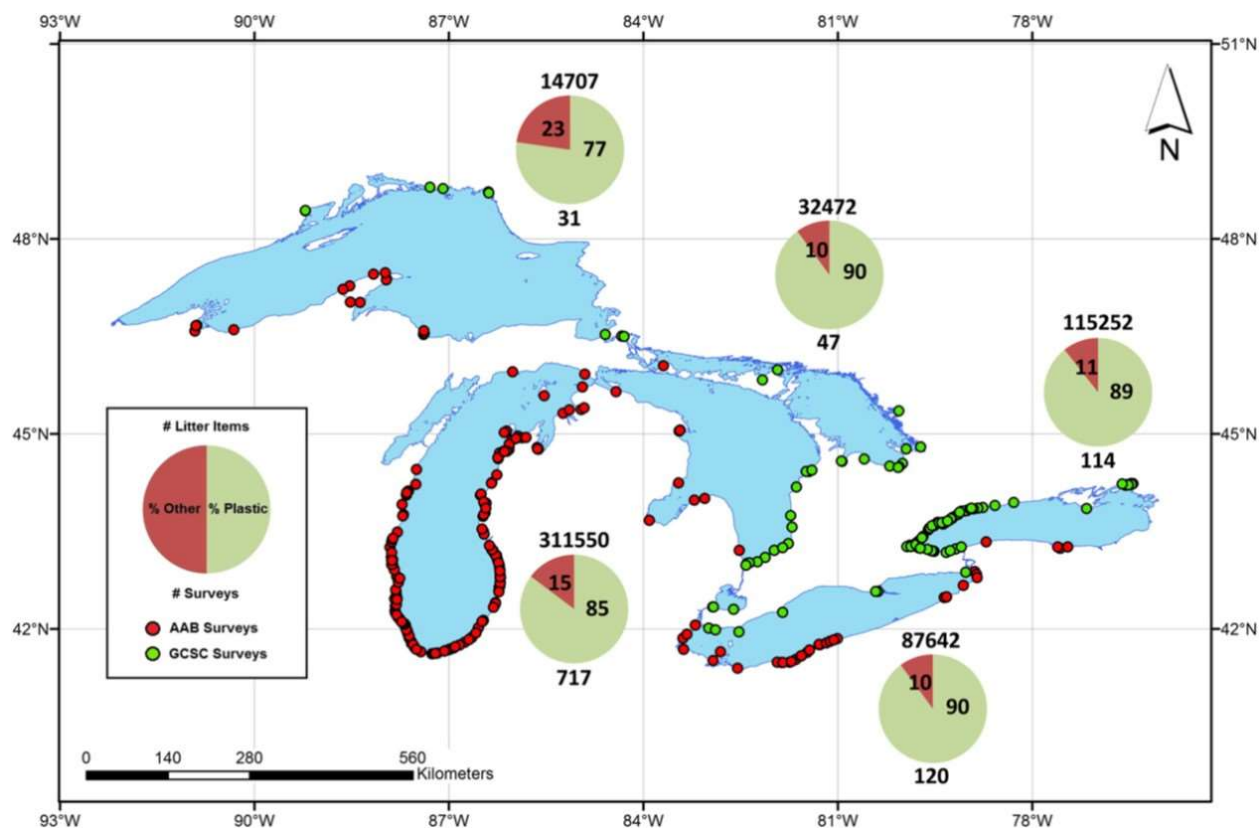 93°W 90°W 87°W 84°W 81°W 78°W
51°N
14707
23 77
31
N
32472
10 90
47
48°N 48°N
115252
11 89
114
45°N 45°N
# Litter Items
% Other % Plastic
# Surveys
AAB Surveys
GCSC Surveys
311550
15 85
717
42°N 42°N
87642
10 90
120
0 140 280 560
Kilometers
93°W 90°W 87°W 84°W 81°W 78°W